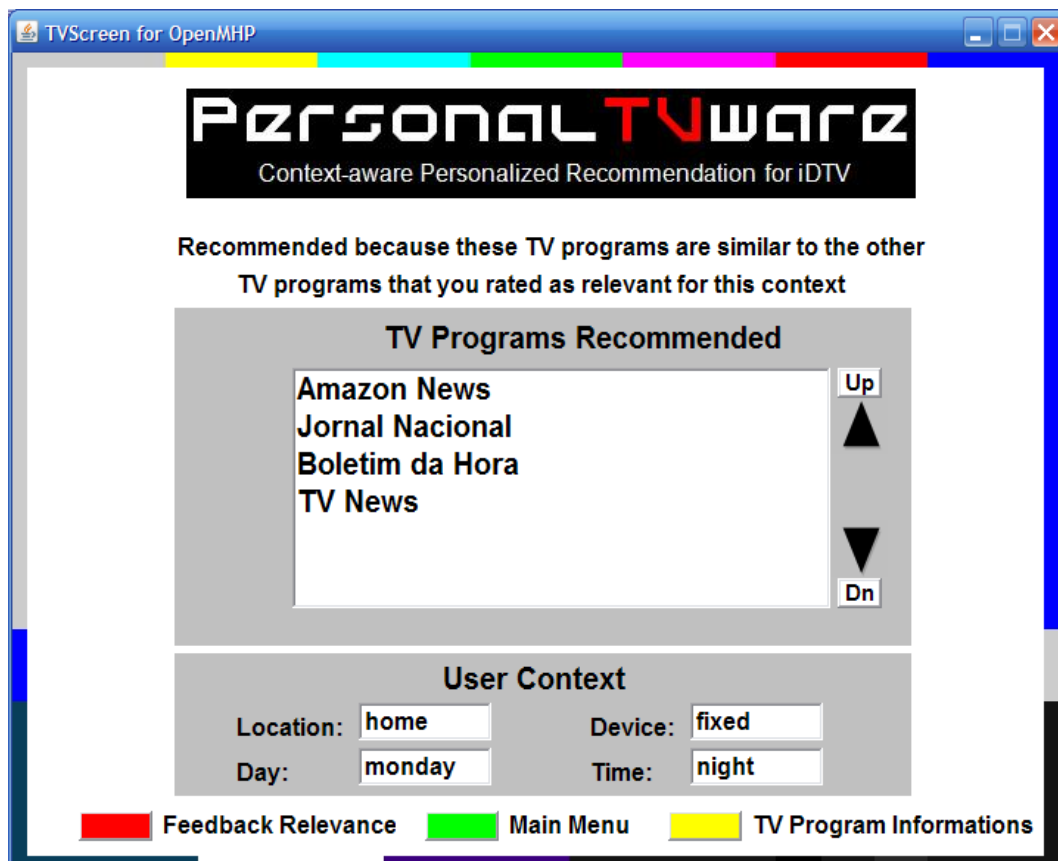 TVScreen for OpenMHP
PersonalTVware
Context-aware Personalized Recommendation for iDTV
Recommended because these TV programs are similar to the other
TV programs that you rated as relevant for this context
TV Programs Recommended
Amazon News
Jornal Nacional
Boletim da Hora
TV News
Up
Dn
User Context
Location: home Device: fixed
Day: monday Time: night
Feedback Relevance Main Menu TV Program Informations